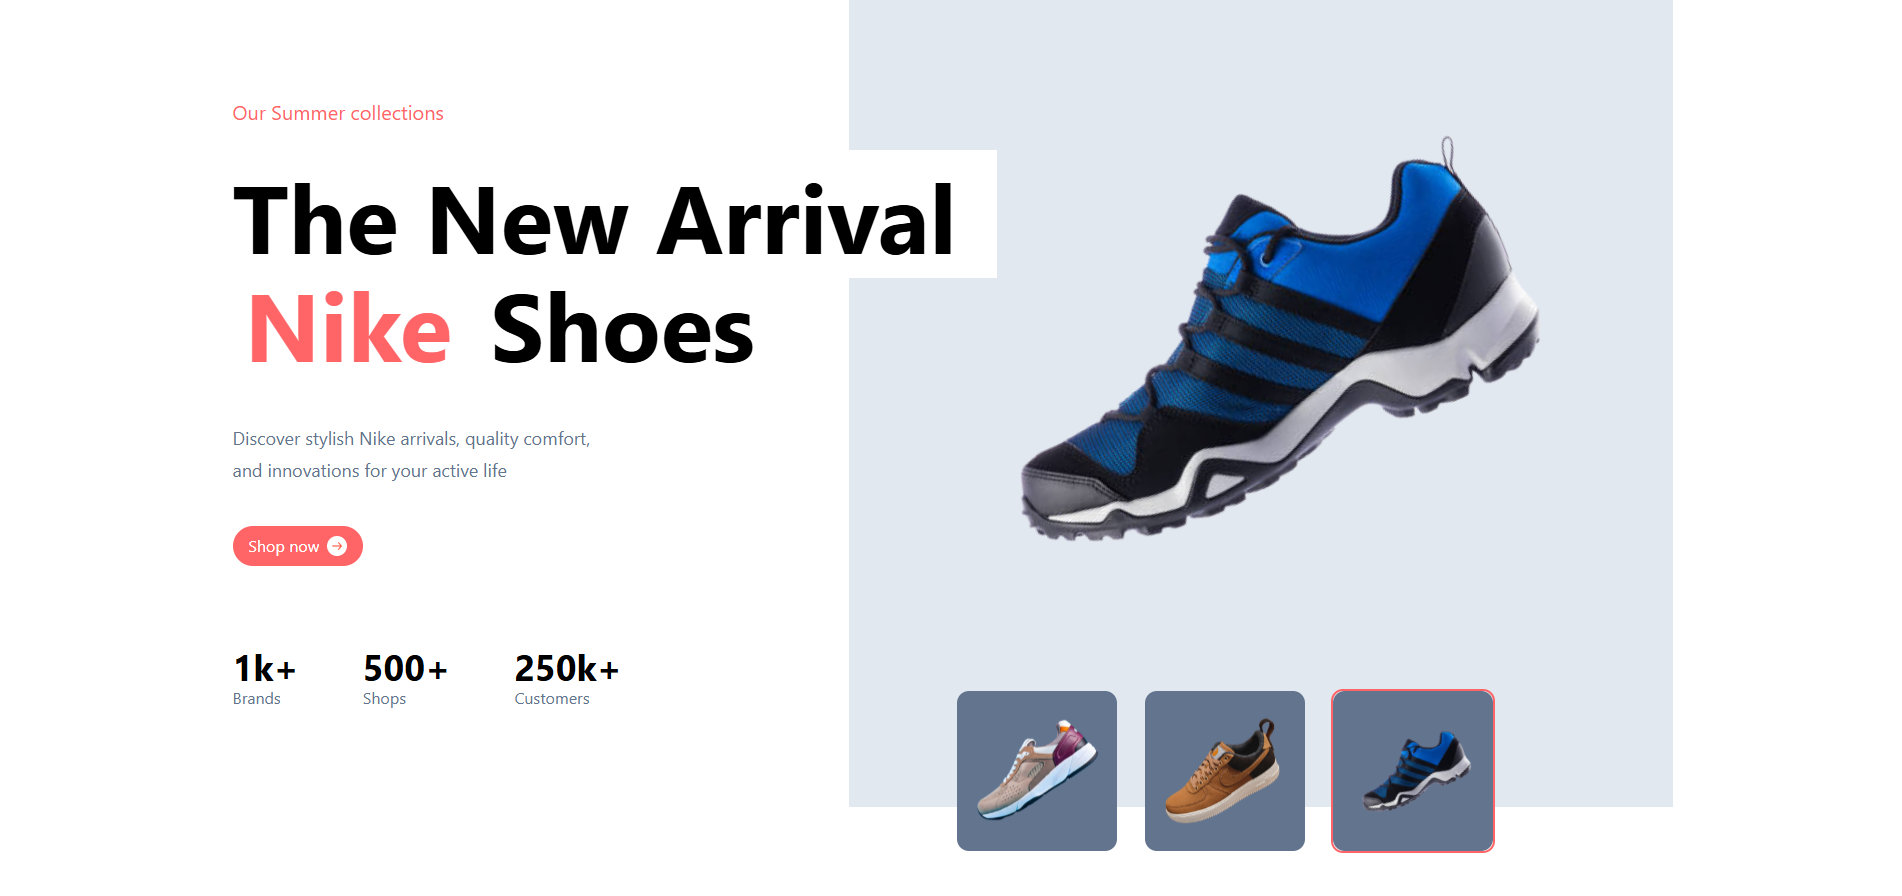 Our Summer collections
The New Arrival
Nike Shoes
Discover stylish Nike arrivals, quality comfort,
and innovations for your active life
Shop now
1k+ 500+ 250k+
Brands Shops Customers